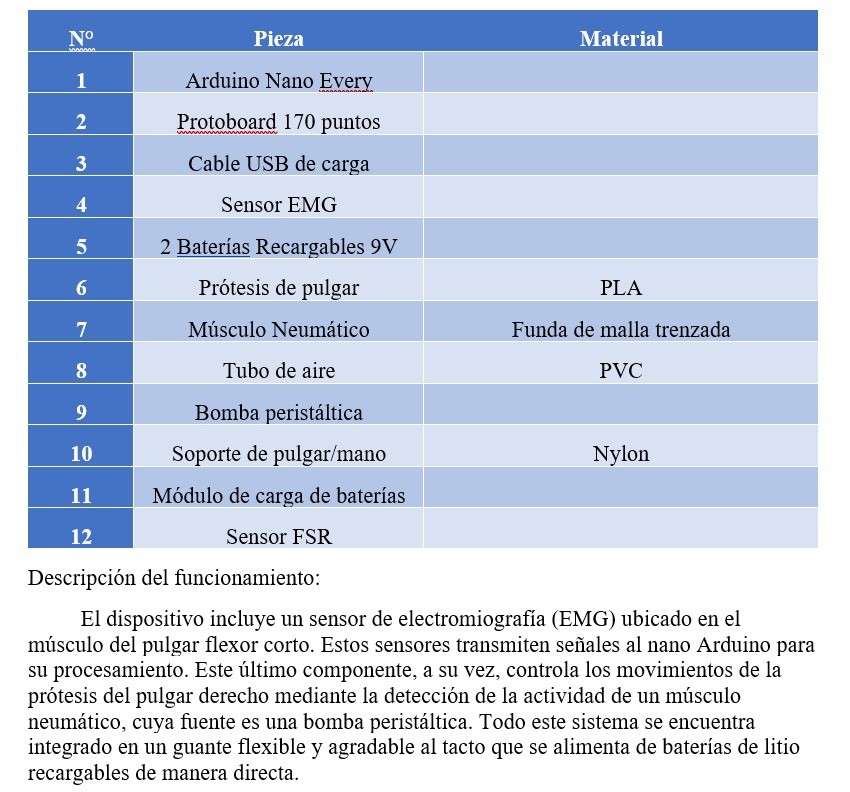 N° Pieza Material
1 Arduino Nano Every
2 Protoboard 170 puntos
3 Cable USB de carga
4 Sensor EMG
5 2 Baterías Recargables 9V
6 Prótesis de pulgar PLA
7 Músculo Neumático Funda de malla trenzada
8 Tubo de aire PVC
9 Bomba peristáltica
10 Soporte de pulgar/mano Nylon
11 Módulo de carga de baterías
12 Sensor FSR
Descripción del funcionamiento:
El dispositivo incluye un sensor de electromiografía (EMG) ubicado en el
músculo del pulgar flexor corto. Estos sensores transmiten señales al nano Arduino para
su procesamiento. Este último componente, a su vez, controla los movimientos de la
prótesis del pulgar derecho mediante la detección de la actividad de un músculo
neumático, cuya fuente es una bomba peristáltica. Todo este sistema se encuentra
integrado en un guante flexible y agradable al tacto que se alimenta de baterías de litio
recargables de manera directa.